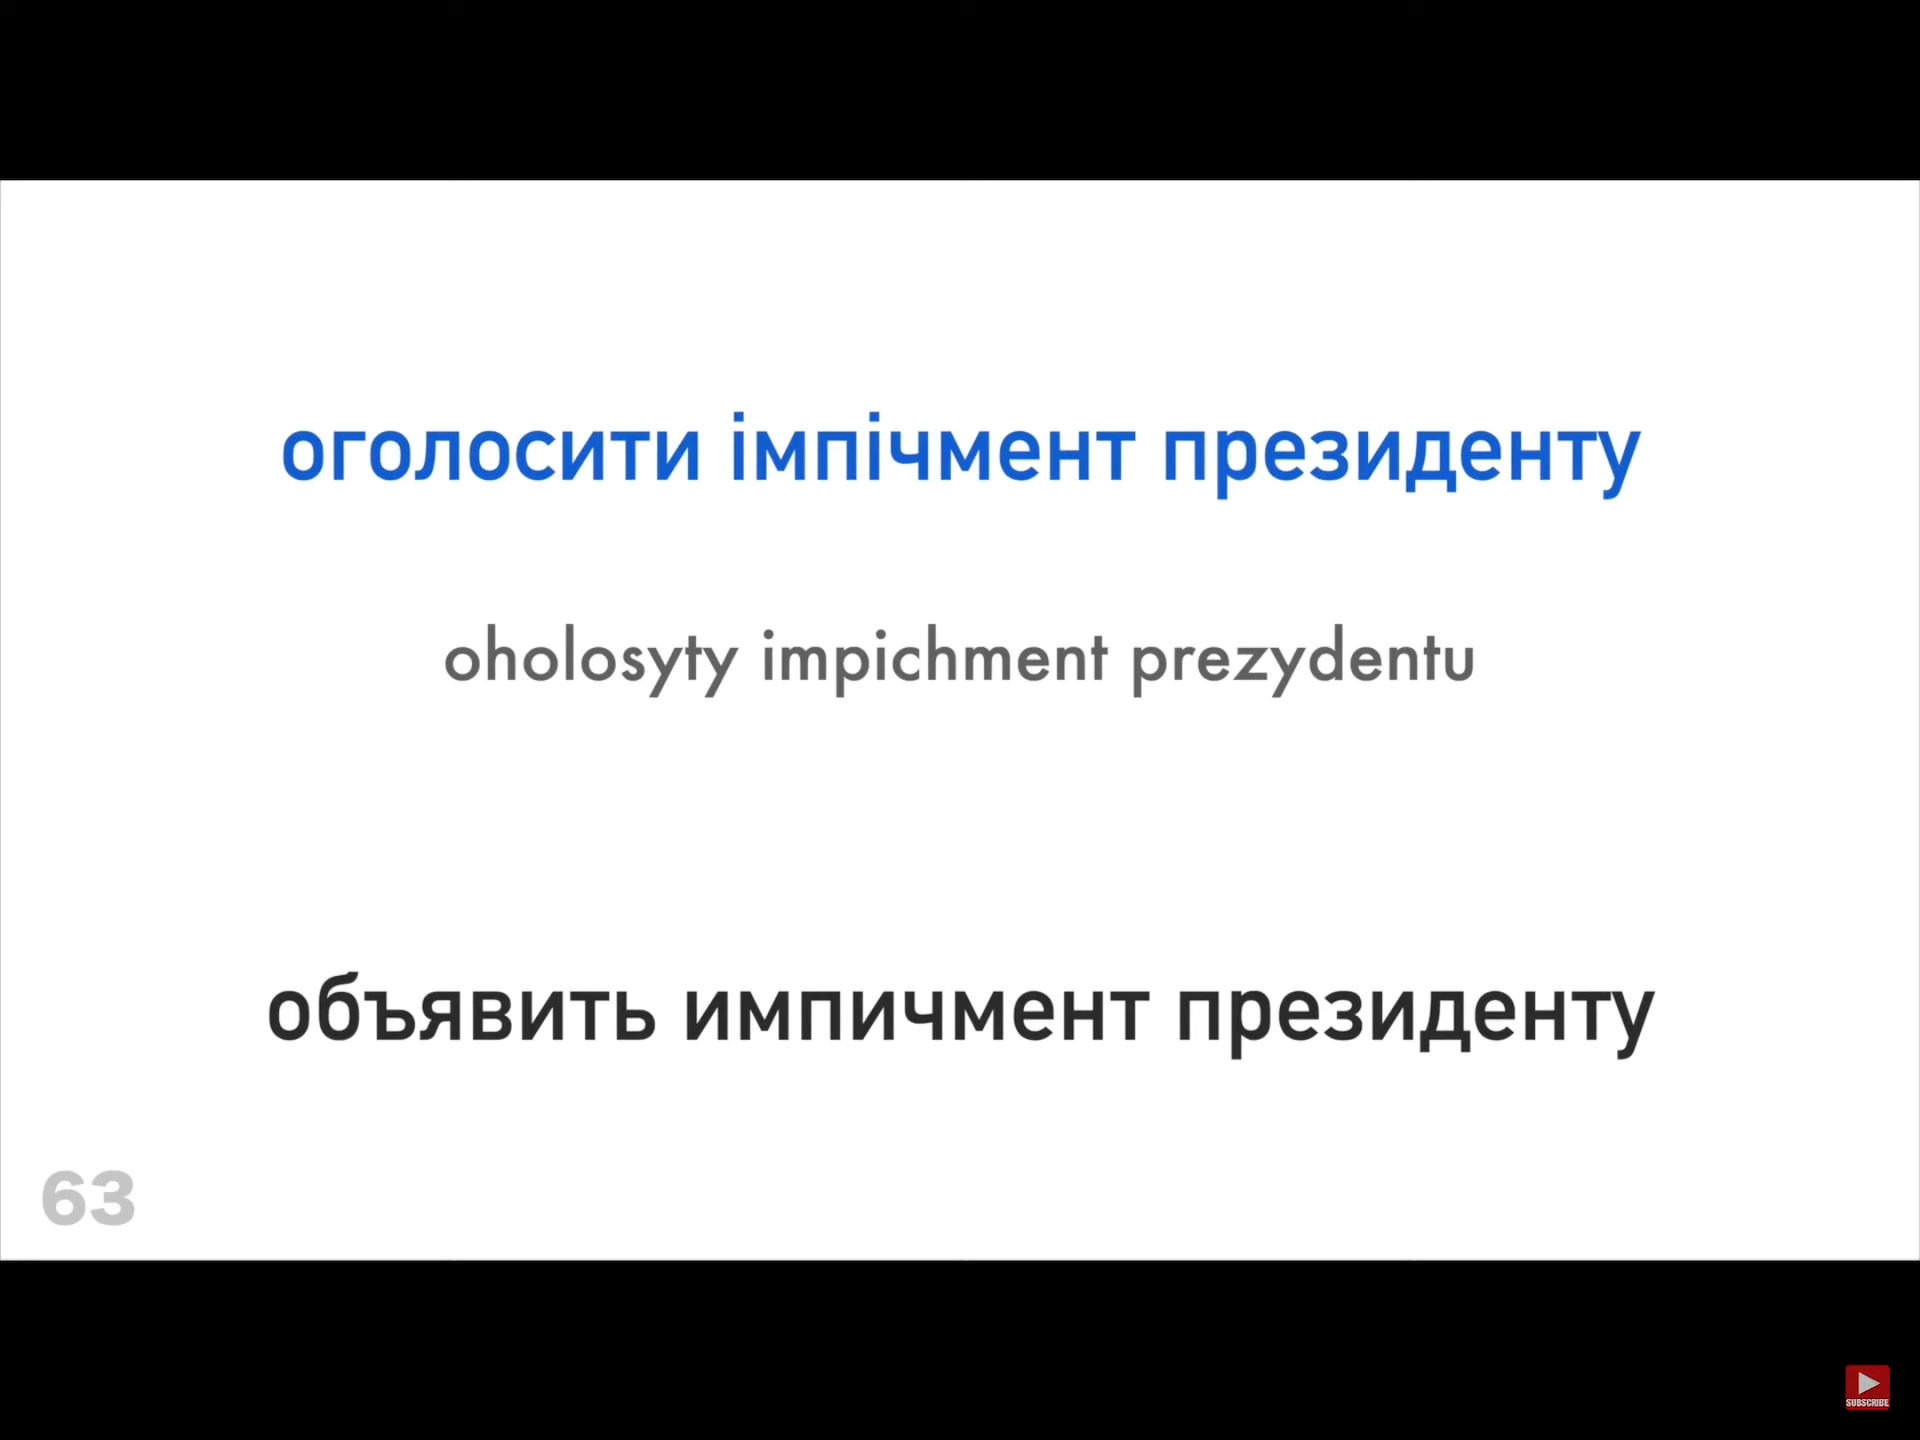 оголосити імпічмент президенту
oholosyty impichment prezydentu
объявить импичмент президенту
63
SUBSCRIBE